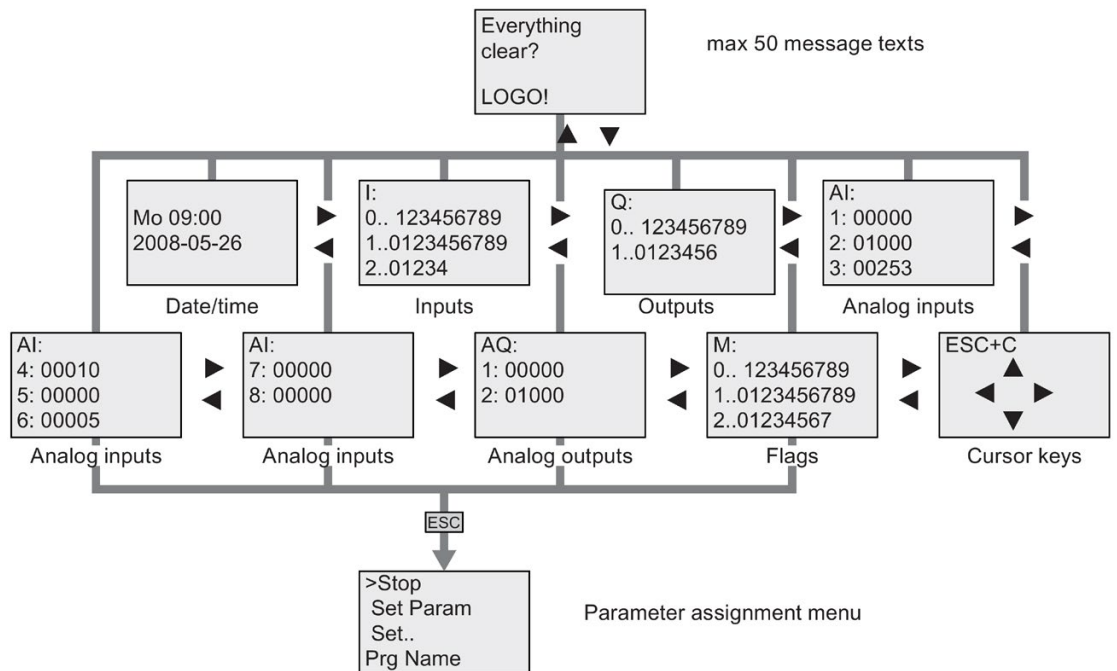 Everything
clear?
LOGO!
max 50 message texts
Mo 09:00
2008-05-26
Date/time
I:
0.. 123456789
1..0123456789
2..01234
Inputs
Q:
0.. 123456789
1..0123456
Outputs
AI:
1: 00000
2: 01000
3: 00253
Analog inputs
AI:
4: 00010
5: 00000
6: 00005
Analog inputs
AI:
7: 00000
8: 00000
Analog inputs
AQ:
1: 00000
2: 01000
Analog outputs
M:
0.. 123456789
1..0123456789
2..01234567
Flags
ESC+C
Cursor keys
ESC
>Stop
Set Param
Set..
Prg Name
Parameter assignment menu